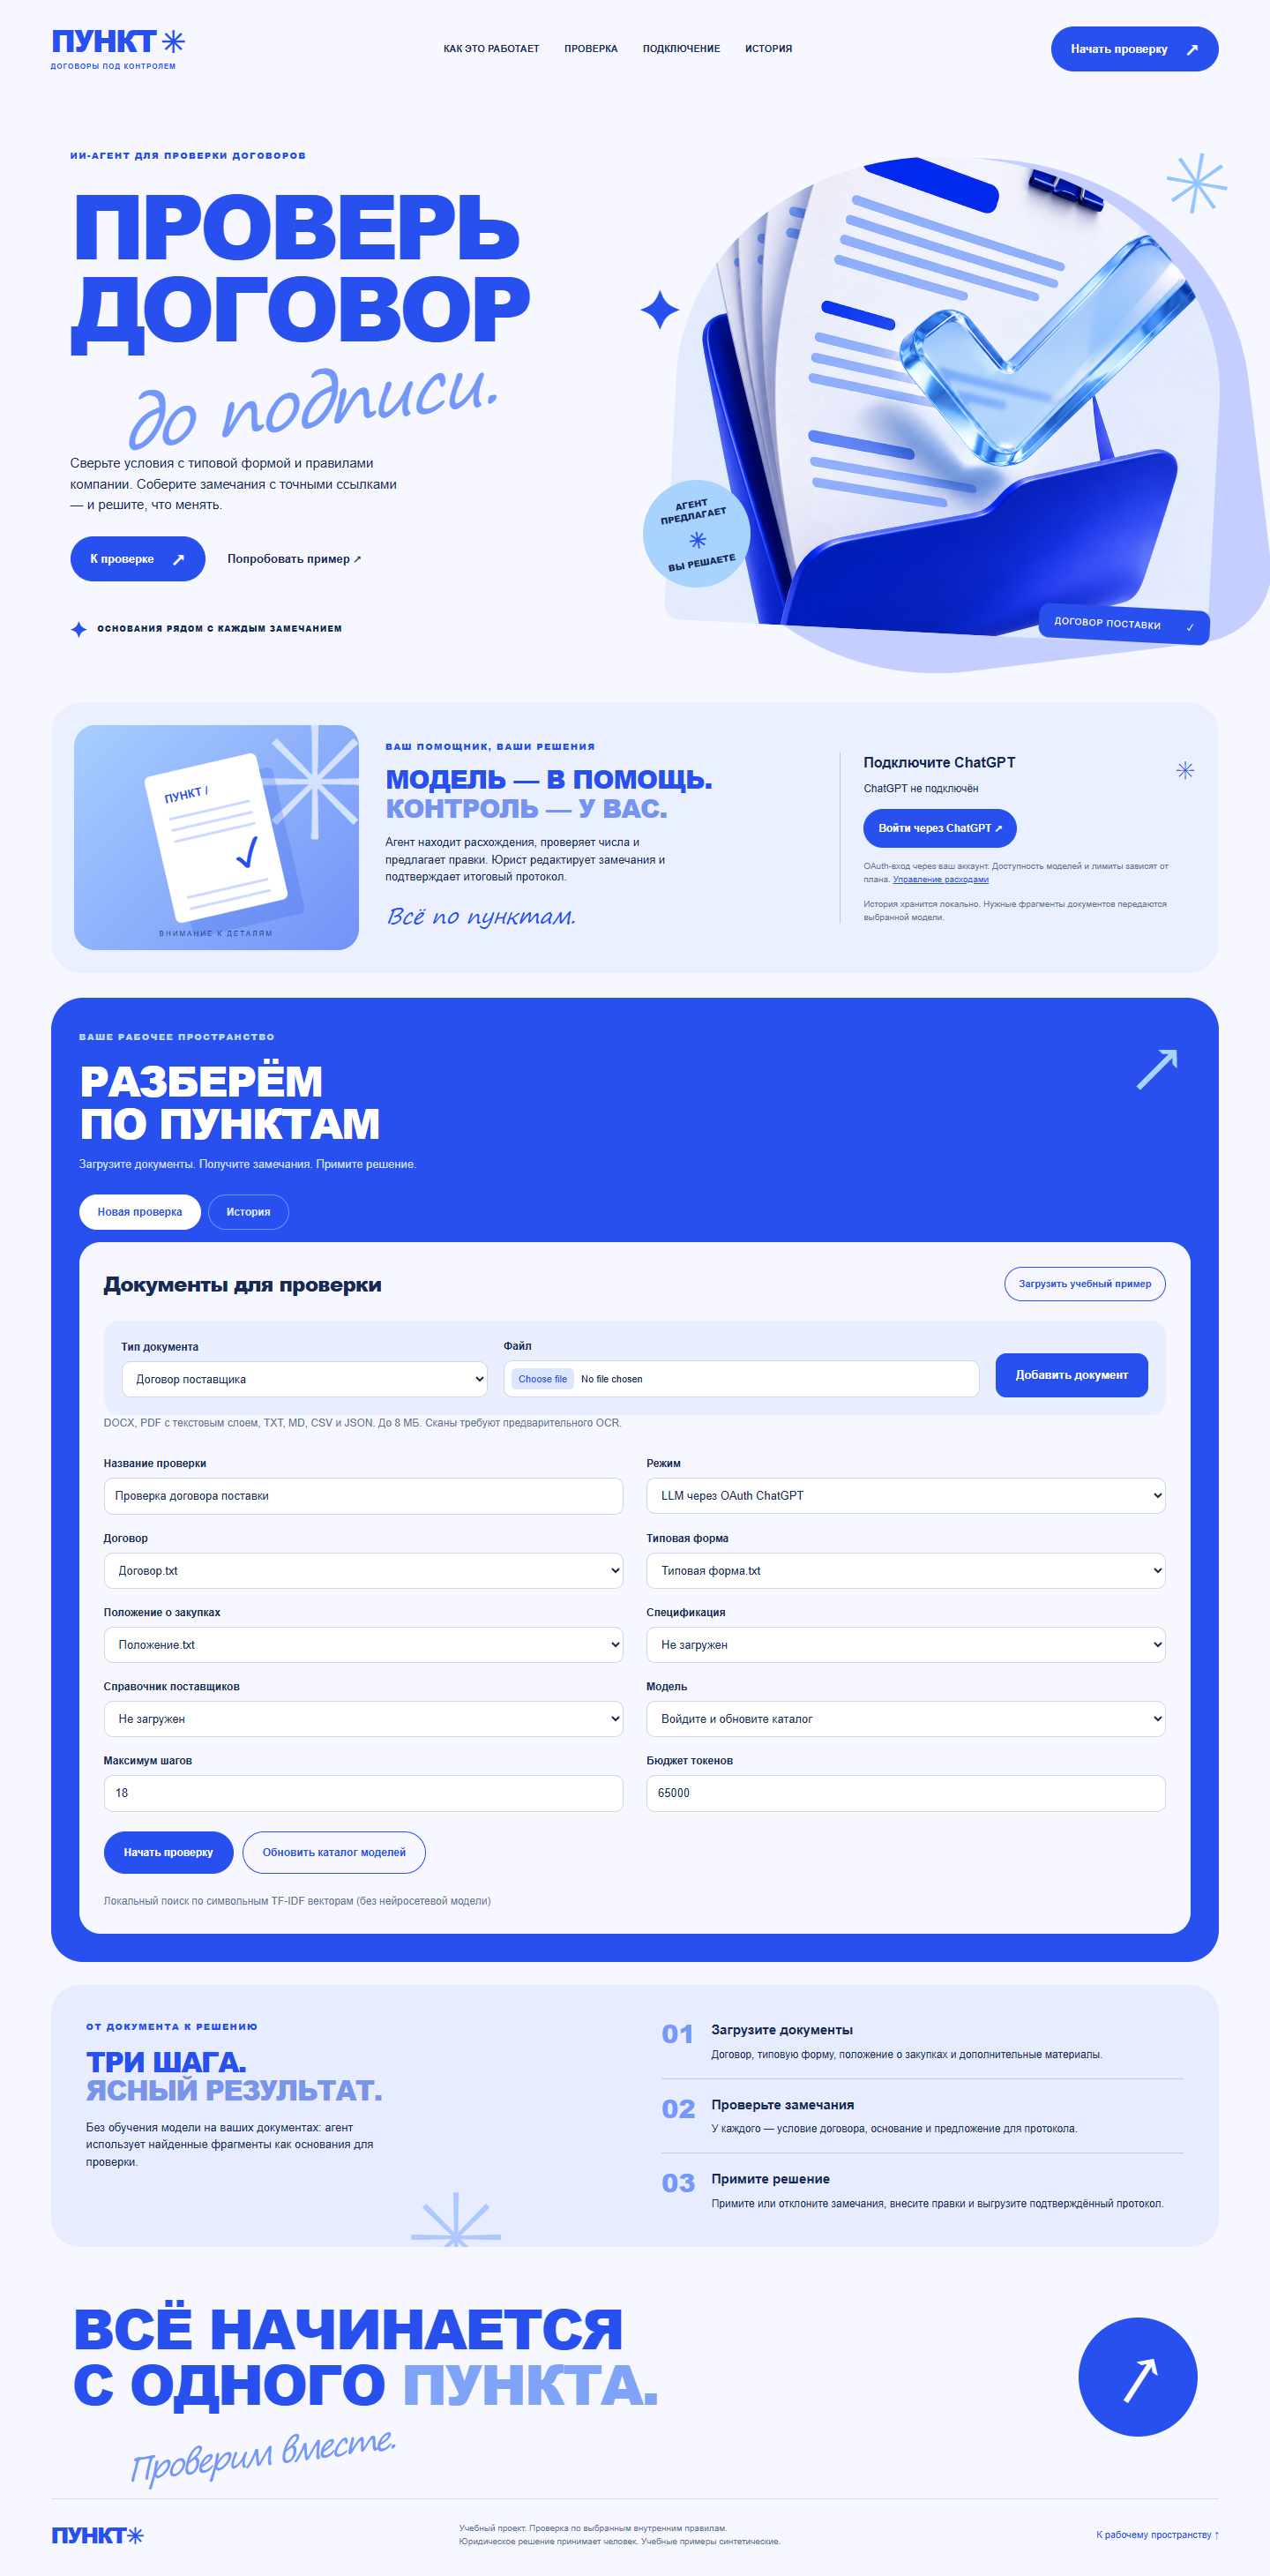 ПУНКТ
ДОГОВОРЫ ПОД КОНТРОЛЕМ
КАК ЭТО РАБОТАЕТ
ПРОВЕРКА
ПОДКЛЮЧЕНИЕ
ИСТОРИЯ
Начать проверку ↗
ИИ-АГЕНТ ДЛЯ ПРОВЕРКИ ДОГОВОРОВ
ПРОВЕРЬ
ДОГОВОР
до подписи.
Сверьте условия с типовой формой и правилами
компании. Соберите замечания с точными ссылками
— и решите, что менять.
К проверке ↗
Попробовать пример ↗
ОСНОВАНИЯ РЯДОМ С КАЖДЫМ ЗАМЕЧАНИЕМ
АГЕНТ
ПРЕДЛАГАЕТ
ВЫ РЕШАЕТЕ
ДОГОВОР ПОСТАВКИ ✓
ПУНКТ /
ВНИМАНИЕ К ДЕТАЛЯМ
ВАШ ПОМОЩНИК, ВАШИ РЕШЕНИЯ
МОДЕЛЬ — В ПОМОЩЬ.
КОНТРОЛЬ — У ВАС.
Агент находит расхождения, проверяет числа и
предлагает правки. Юрист редактирует замечания и
подтверждает итоговый протокол.
Всё по пунктам.
Подключите ChatGPT
ChatGPT не подключён
Войти через ChatGPT ↗
OAuth-вход через ваш аккаунт. Доступность моделей и лимиты зависят от
плана. Управление расходами
История хранится локально. Нужные фрагменты документов передаются
выбранной модели.
ВАШЕ РАБОЧЕЕ ПРОСТРАНСТВО
РАЗБЕРЁМ
ПО ПУНКТАМ
Загрузите документы. Получите замечания. Примите решение.
Новая проверка
История
Документы для проверки
Загрузить учебный пример
Тип документа
Файл
Договор поставщика
Choose file No file chosen
Добавить документ
DOCX, PDF с текстовым слоем, TXT, MD, CSV и JSON. До 8 МБ. Сканы требуют предварительного OCR.
Название проверки
Режим
Проверка договора поставки
LLM через OAuth ChatGPT
Договор
Типовая форма
Договор.txt
Типовая форма.txt
Положение о закупках
Спецификация
Положение.txt
Не загружен
Справочник поставщиков
Модель
Не загружен
Войдите и обновите каталог
Максимум шагов
Бюджет токенов
18
65000
Начать проверку
Обновить каталог моделей
Локальный поиск по символьным TF-IDF векторам (без нейросетевой модели)
ОТ ДОКУМЕНТА К РЕШЕНИЮ
ТРИ ШАГА.
ЯСНЫЙ РЕЗУЛЬТАТ.
Без обучения модели на ваших документах: агент
использует найденные фрагменты как основания для
проверки.
01 Загрузите документы
Договор, типовую форму, положение о закупках и дополнительные материалы.
02 Проверьте замечания
У каждого — условие договора, основание и предложение для протокола.
03 Примите решение
Примите или отклоните замечания, внесите правки и выгрузите подтверждённый протокол.
ВСЁ НАЧИНАЕТСЯ
С ОДНОГО ПУНКТА.
Проверим вместе.
ПУНКТ
Учебный проект. Проверка по выбранным внутренним правилам.
Юридическое решение принимает человек. Учебные примеры синтетические.
К рабочему пространству ↑